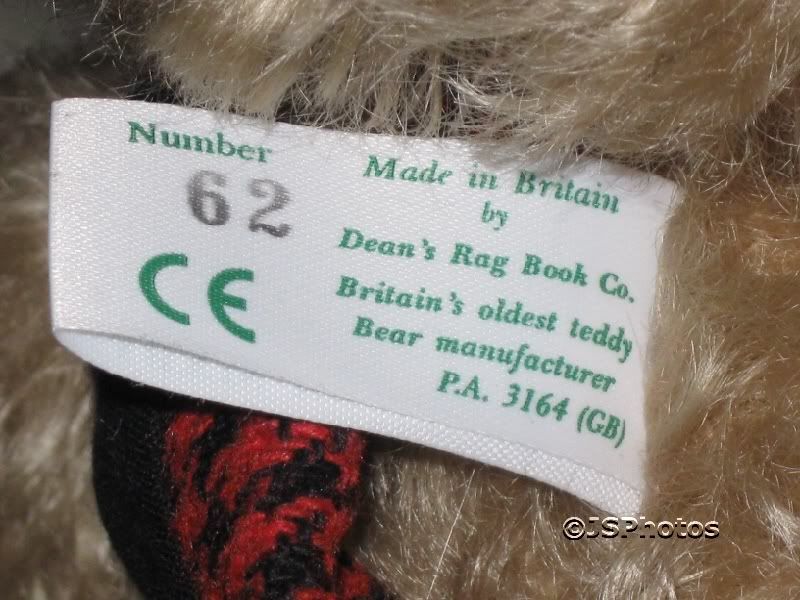 Number
62
CE
Made in Britain
by
Dean's Rag Book Co.
Britain's oldest teddy
Bear manufacturer
P.A. 3164 (GB)
©JSPhotos